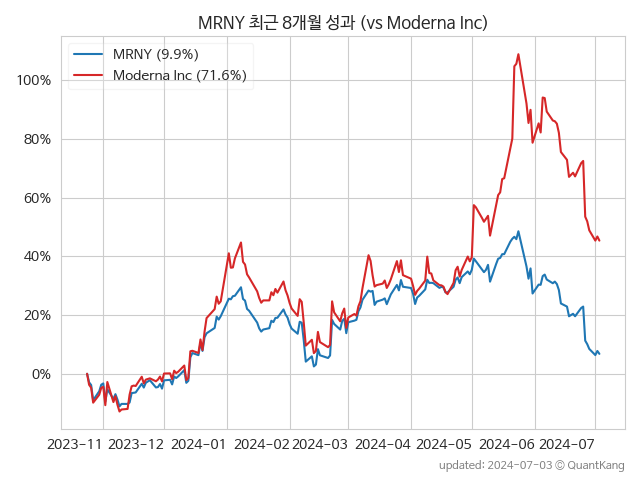 MRNY 최근 8개월 성과 (vs Moderna Inc)
MRNY (9.9%)
Moderna Inc (71.6%)
100%
80%
60%
40%
20%
0%
2023-11 2023-12 2024-01 2024-02 2024-03 2024-04 2024-05 2024-06 2024-07
updated: 2024-07-03 © QuantKang